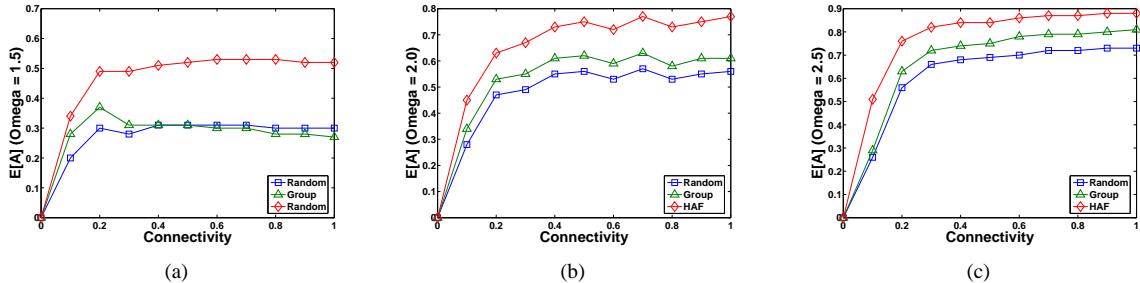 E[A] (Omega = 1.5)
0.7
0.6
0.5
0.4
0.3
0.2
0.1
0
0 0.2 0.4 0.6 0.8 1
Connectivity
Random
Group
Random
(a)
E[A] (Omega = 2.0)
0.8
0.7
0.6
0.5
0.4
0.3
0.2
0.1
0
0 0.2 0.4 0.6 0.8 1
Connectivity
Random
Group
HAF
(b)
E[A] (Omega = 2.5)
0.9
0.8
0.7
0.6
0.5
0.4
0.3
0.2
0.1
0
0 0.2 0.4 0.6 0.8 1
Connectivity
Random
Group
HAF
(c)